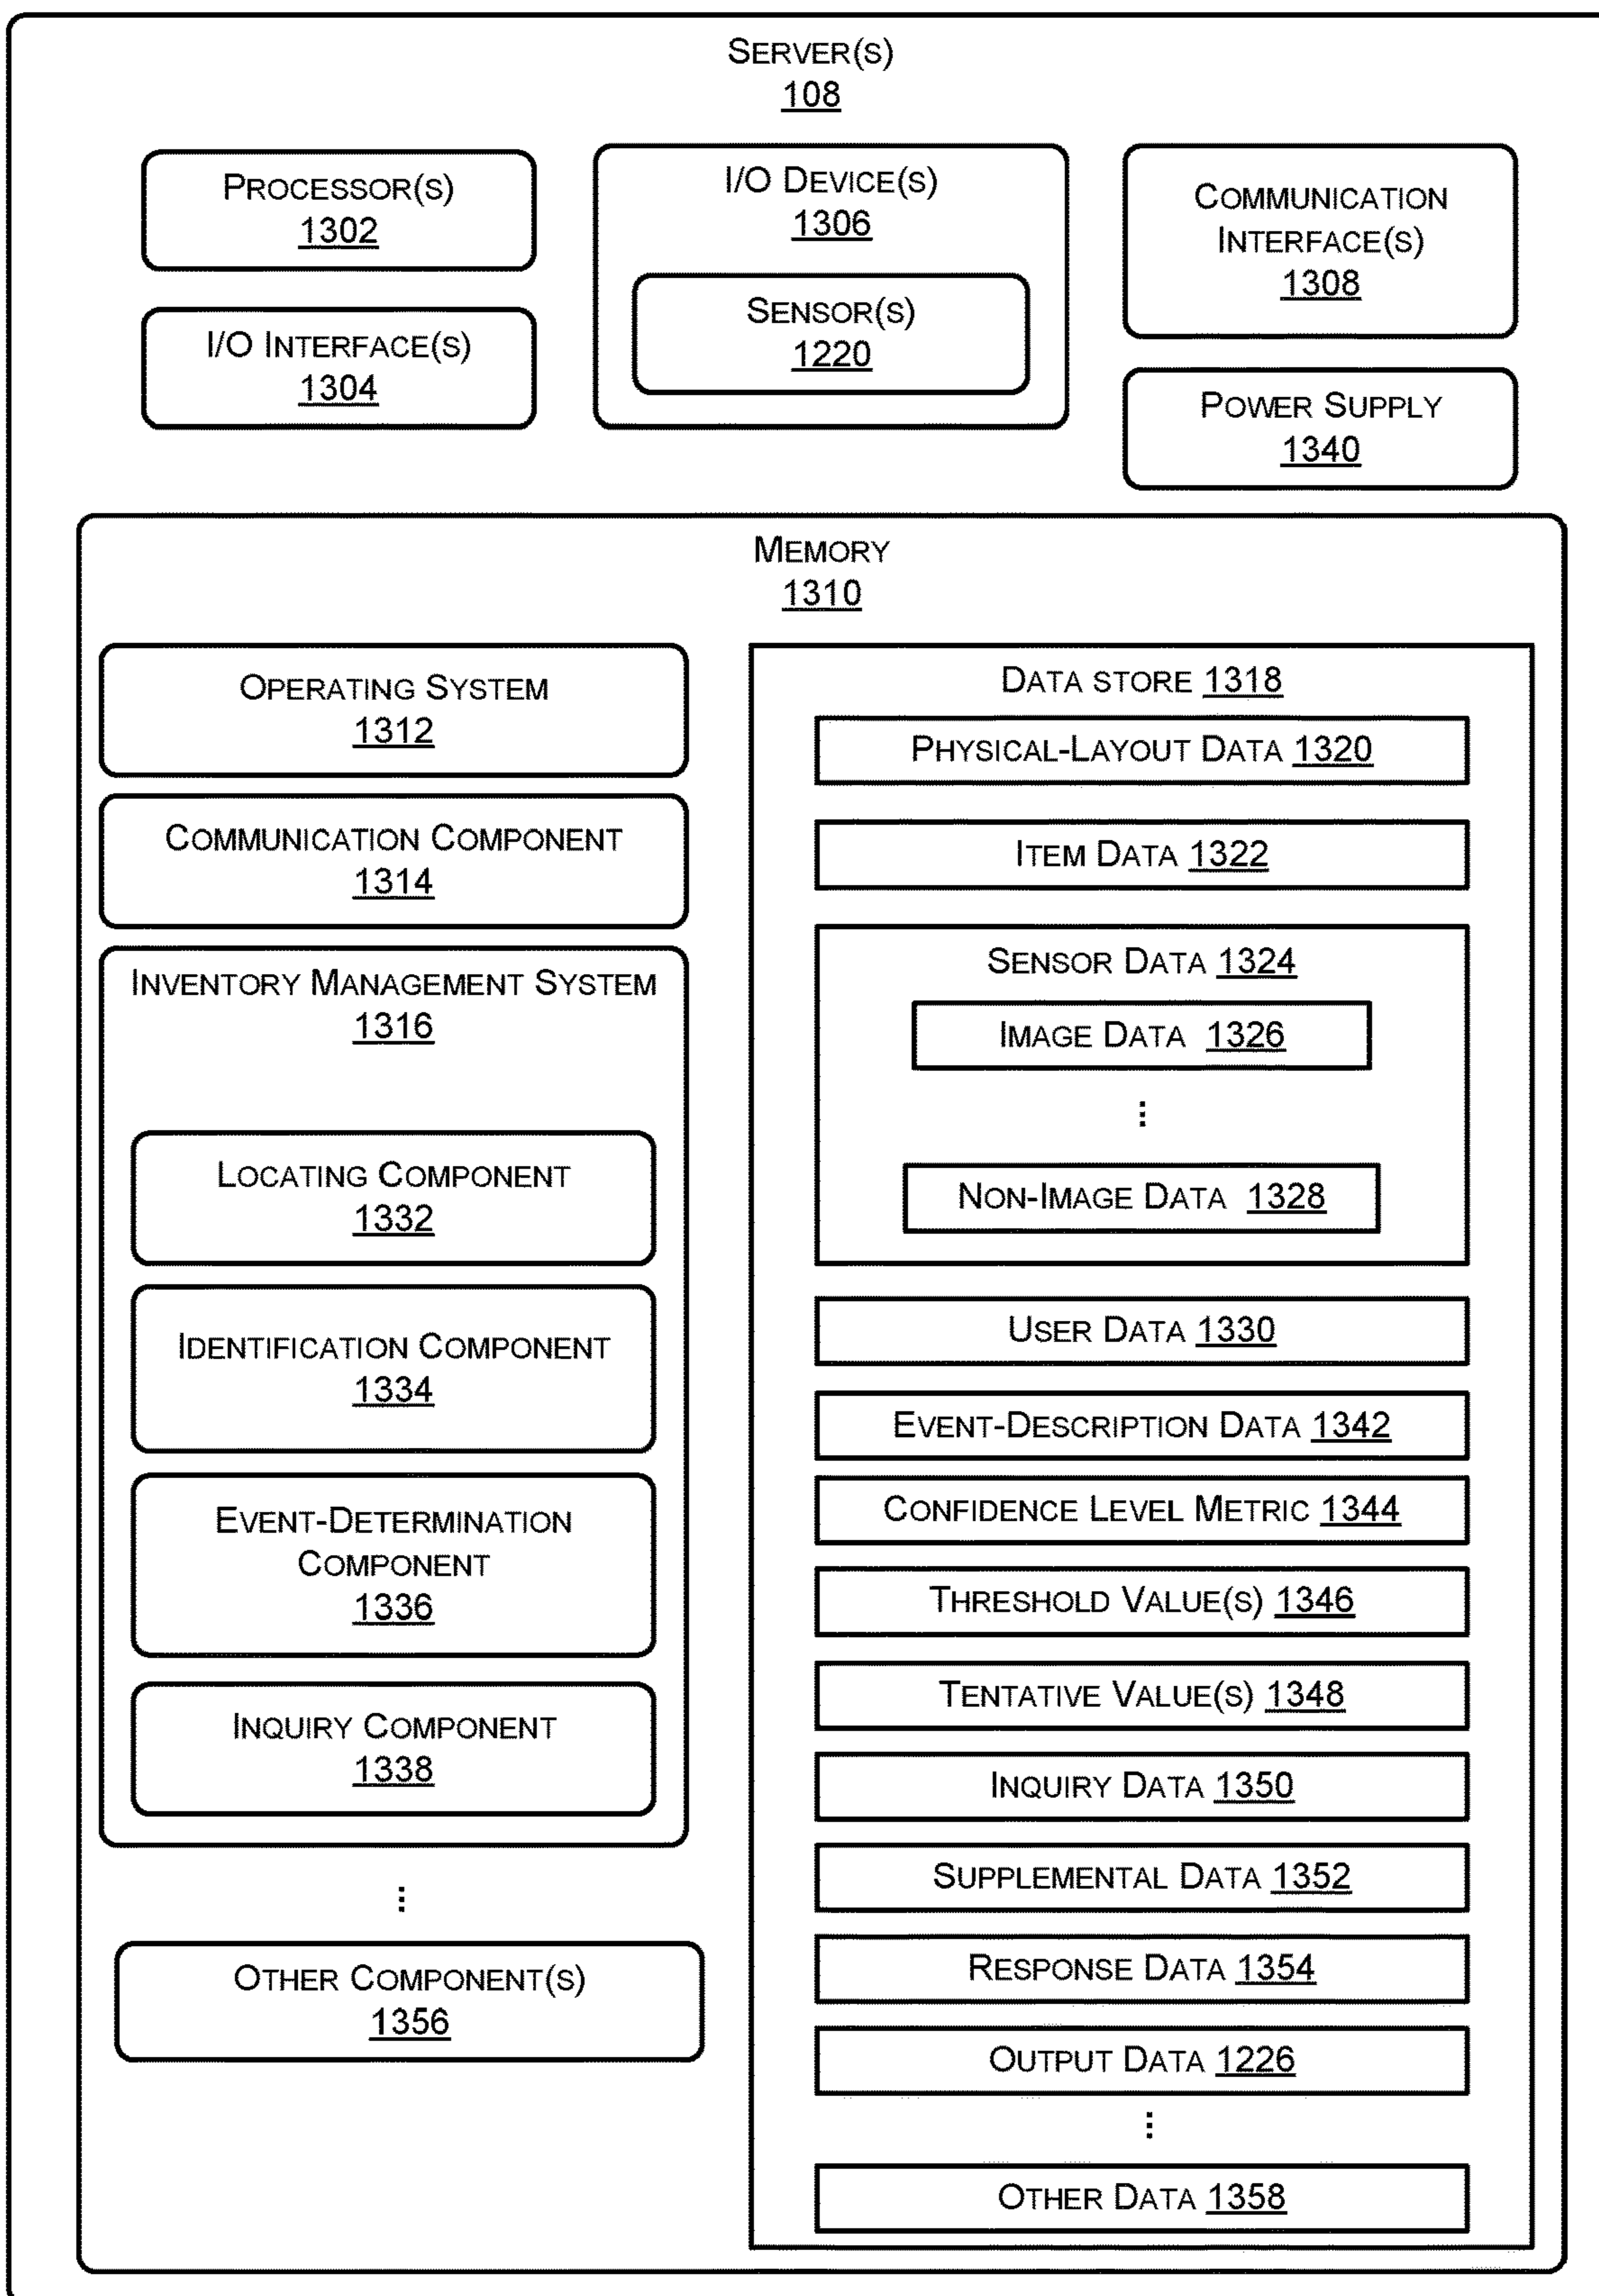 SERVER(S)
108
PROCESSOR(S)
1302
I/O INTERFACE(S)
1304
I/O DEVICE(S)
1306
SENSOR(S)
1220
COMMUNICATION
INTERFACE(S)
1308
POWER SUPPLY
1340
MEMORY
1310
OPERATING SYSTEM
1312
COMMUNICATION COMPONENT
1314
INVENTORY MANAGEMENT SYSTEM
1316
LOCATING COMPONENT
1332
IDENTIFICATION COMPONENT
1334
EVENT-DETERMINATION
COMPONENT
1336
INQUIRY COMPONENT
1338
⋮
OTHER COMPONENT(S)
1356
DATA STORE 1318
PHYSICAL-LAYOUT DATA 1320
ITEM DATA 1322
SENSOR DATA 1324
IMAGE DATA 1326
⋮
NON-IMAGE DATA 1328
USER DATA 1330
EVENT-DESCRIPTION DATA 1342
CONFIDENCE LEVEL METRIC 1344
THRESHOLD VALUE(S) 1346
TENTATIVE VALUE(S) 1348
INQUIRY DATA 1350
SUPPLEMENTAL DATA 1352
RESPONSE DATA 1354
OUTPUT DATA 1226
⋮
OTHER DATA 1358